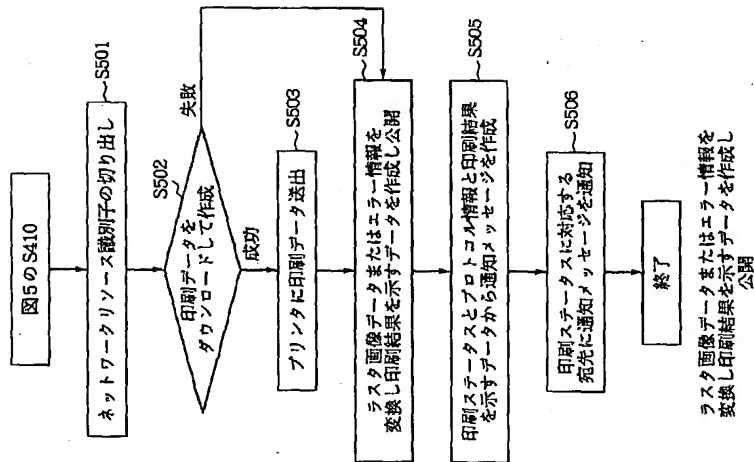 図5のS410
ネットワークリソース識別子の切り出し
S501
印刷データを
ダウンロードして作成
S502
失敗
成功
プリンタに印刷データ送出
S503
ラスタ画像データまたはエラー情報を
変換し印刷結果を示すデータを作成し公開
S504
印刷ステータスとプロトコル情報と印刷結果
を示すデータから通知メッセージを作成
S505
印刷ステータスに対応する
宛先に通知メッセージを通知
S506
終了
ラスタ画像データまたはエラー情報を
変換し印刷結果を示すデータを作成し
公開